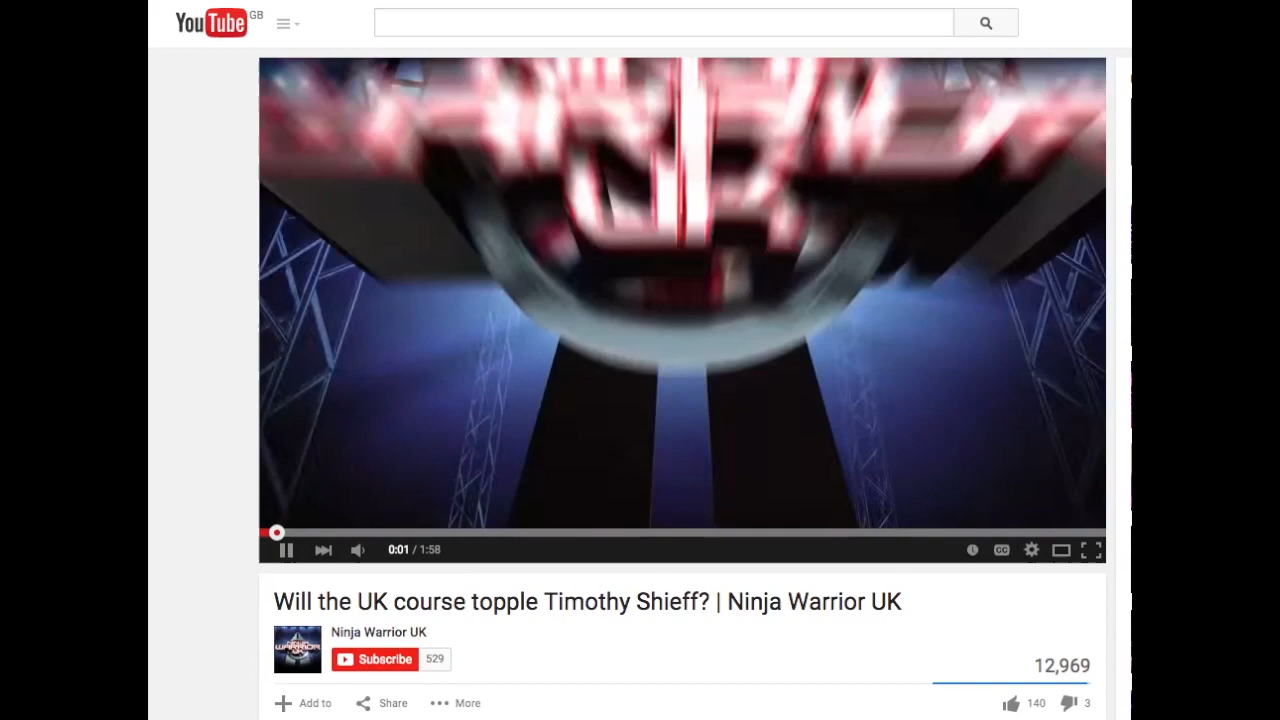 YouTube GB
0:01 / 1:58
CC
Will the UK course topple Timothy Shieff? | Ninja Warrior UK
Ninja Warrior UK
Subscribe 529
12,969
Add to Share More
140 3